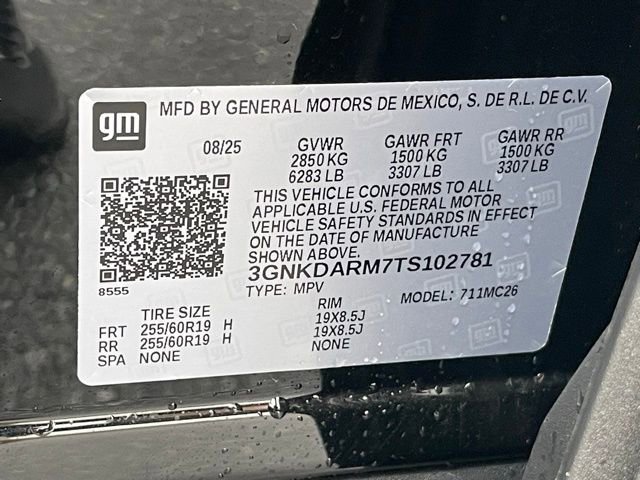 gm
MFD BY GENERAL MOTORS DE MEXICO, S. DE R.L. DE C.V.
08/25 GVWR GAWR FRT GAWR RR
2850 KG 1500 KG 1500 KG
6283 LB 3307 LB 3307 LB
THIS VEHICLE CONFORMS TO ALL
APPLICABLE U.S. FEDERAL MOTOR
VEHICLE SAFETY STANDARDS IN EFFECT
ON THE DATE OF MANUFACTURE
SHOWN ABOVE.
3GNKDARM7TS102781
8555
TYPE: MPV MODEL: 711MC26
TIRE SIZE RIM
FRT 255/60R19 H 19X8.5J
RR 255/60R19 H 19X8.5J
SPA NONE NONE